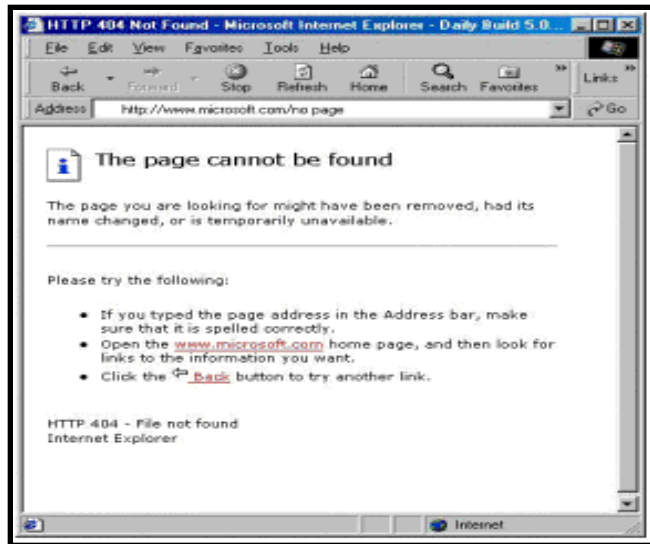 HTTP 404 Not Found - Microsoft Internet Explorer - Daily Build 5.0...
File Edit View Favorites Tools Help
Back Forward Stop Refresh Home Search Favorites » Links »
Address http://www.microsoft.com/no page Go
The page cannot be found
The page you are looking for might have been removed, had its
name changed, or is temporarily unavailable.
Please try the following:
• If you typed the page address in the Address bar, make
sure that it is spelled correctly.
• Open the www.microsoft.com home page, and then look for
links to the information you want.
• Click the Back button to try another link.
HTTP 404 - File not found
Internet Explorer
Internet